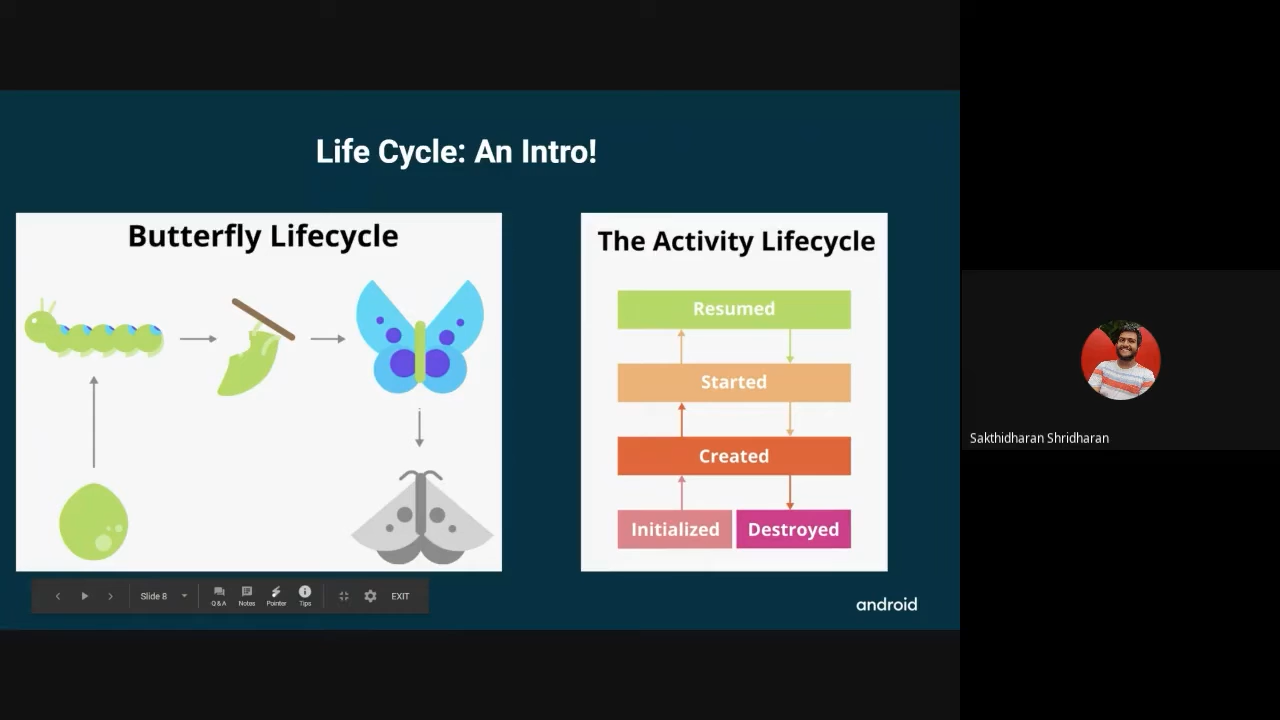 Life Cycle: An Intro!
Butterfly Lifecycle
The Activity Lifecycle
Resumed
Started
Created
Initialized Destroyed
Slide 8
Q&A Notes Pointer Tips
EXIT
android
Sakthidharan Shridharan